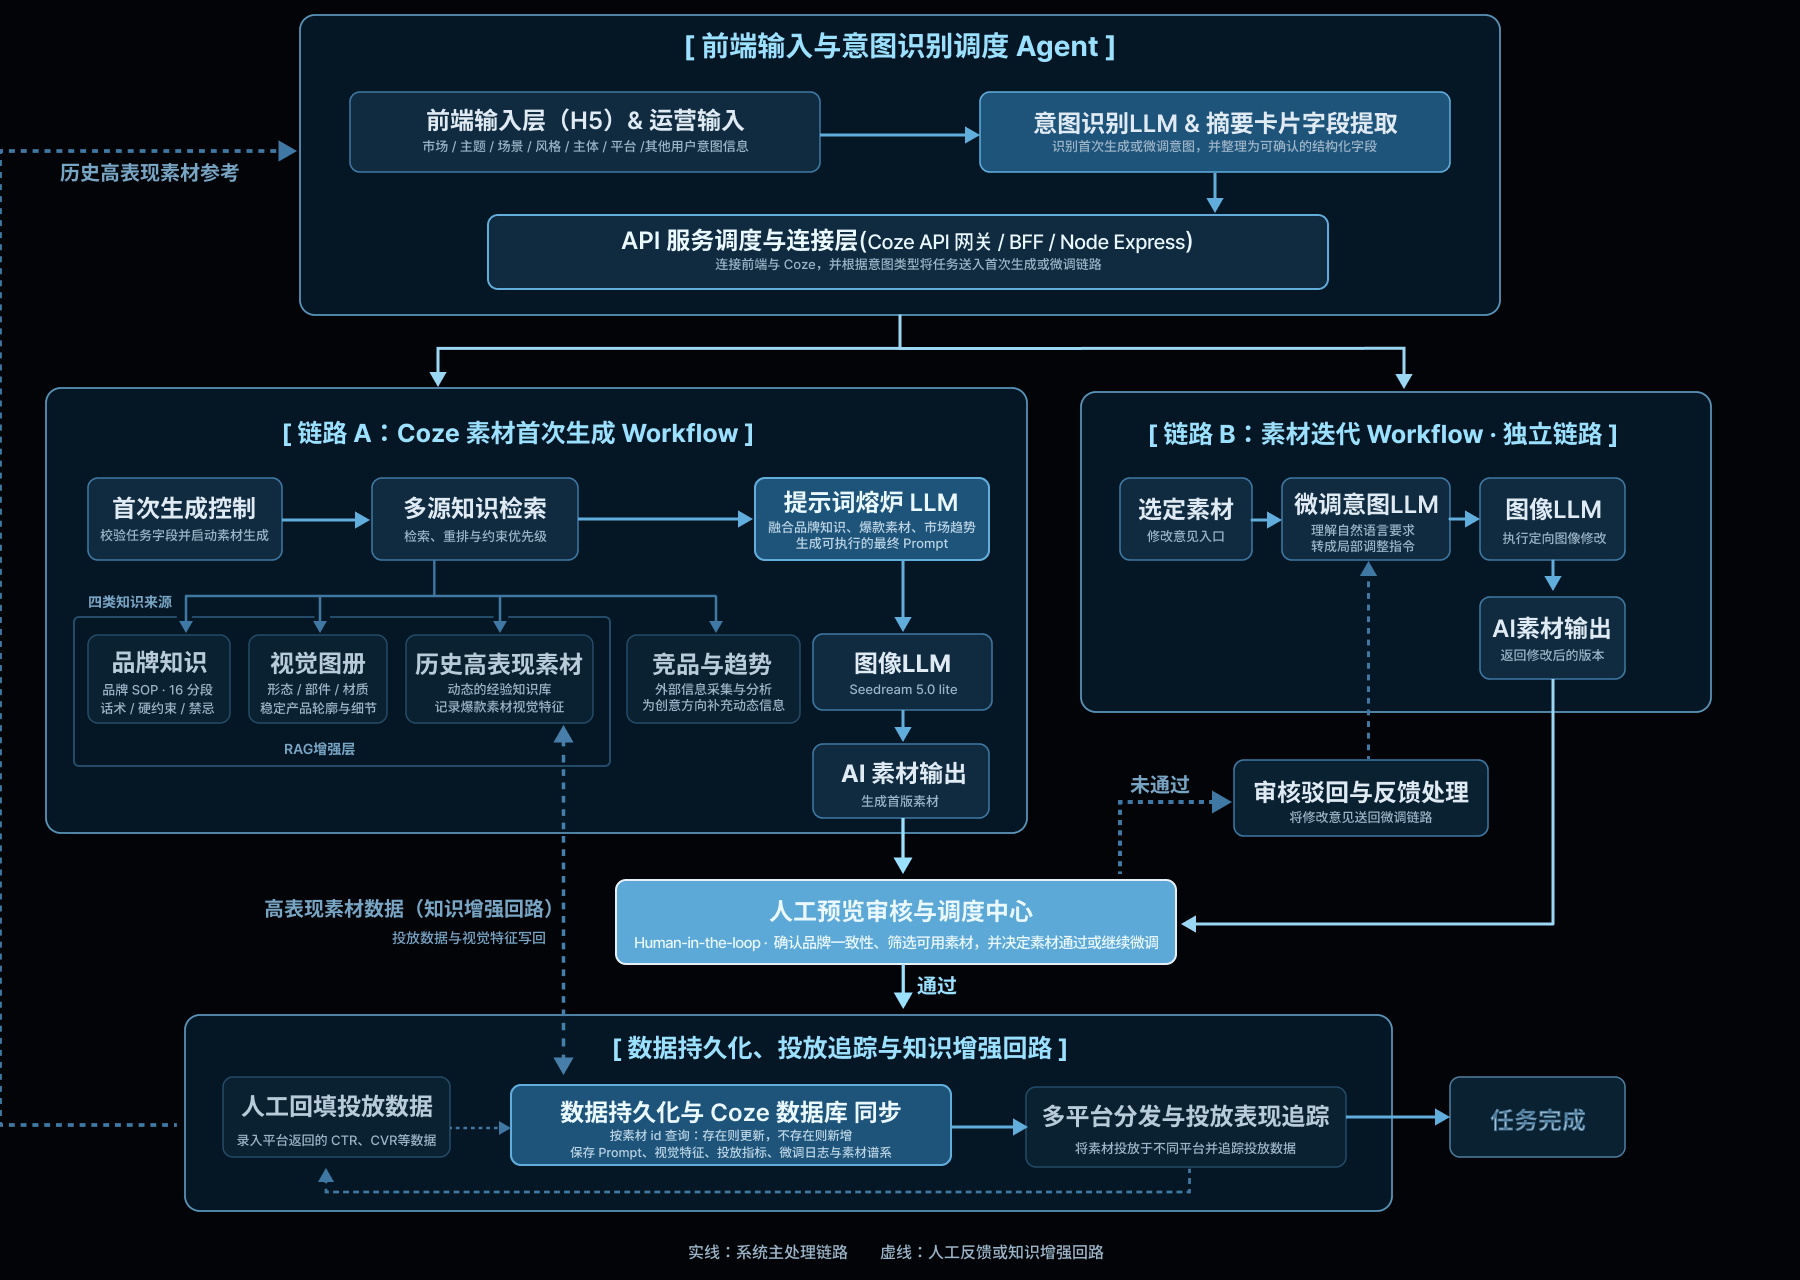 [ 前端输入与意图识别调度 Agent ]
前端输入层（H5）& 运营输入
市场 / 主题 / 场景 / 风格 / 主体 / 平台 /其他用户意图信息
意图识别LLM & 摘要卡片字段提取
识别首次生成或微调意图，并整理为可确认的结构化字段
历史高表现素材参考
API 服务调度与连接层(Coze API 网关 / BFF / Node Express)
连接前端与 Coze，并根据意图类型将任务送入首次生成或微调链路
[ 链路 A：Coze 素材首次生成 Workflow ]
首次生成控制
校验任务字段并启动素材生成
多源知识检索
检索、重排与约束优先级
提示词熔炉 LLM
融合品牌知识、爆款素材、市场趋势
生成可执行的最终 Prompt
四类知识来源
品牌知识
品牌 SOP · 16 分段
话术 / 硬约束 / 禁忌
视觉图册
形态 / 部件 / 材质
稳定产品轮廓与细节
历史高表现素材
动态的经验知识库
记录爆款素材视觉特征
竞品与趋势
外部信息采集与分析
为创意方向补充动态信息
图像LLM
Seedream 5.0 lite
RAG增强层
AI 素材输出
生成首版素材
[ 链路 B：素材迭代 Workflow · 独立链路 ]
选定素材
修改意见入口
微调意图LLM
理解自然语言要求
转成局部调整指令
图像LLM
执行定向图像修改
AI素材输出
返回修改后的版本
未通过
审核驳回与反馈处理
将修改意见送回微调链路
高表现素材数据（知识增强回路）
投放数据与视觉特征写回
人工预览审核与调度中心
Human-in-the-loop · 确认品牌一致性、筛选可用素材，并决定素材通过或继续微调
通过
[ 数据持久化、投放追踪与知识增强回路 ]
人工回填投放数据
录入平台返回的 CTR、CVR等数据
数据持久化与 Coze 数据库 同步
按素材 id 查询：存在则更新，不存在则新增
保存 Prompt、视觉特征、投放指标、微调日志与素材谱系
多平台分发与投放表现追踪
将素材投放于不同平台并追踪投放数据
任务完成
实线：系统主处理链路 虚线：人工反馈或知识增强回路